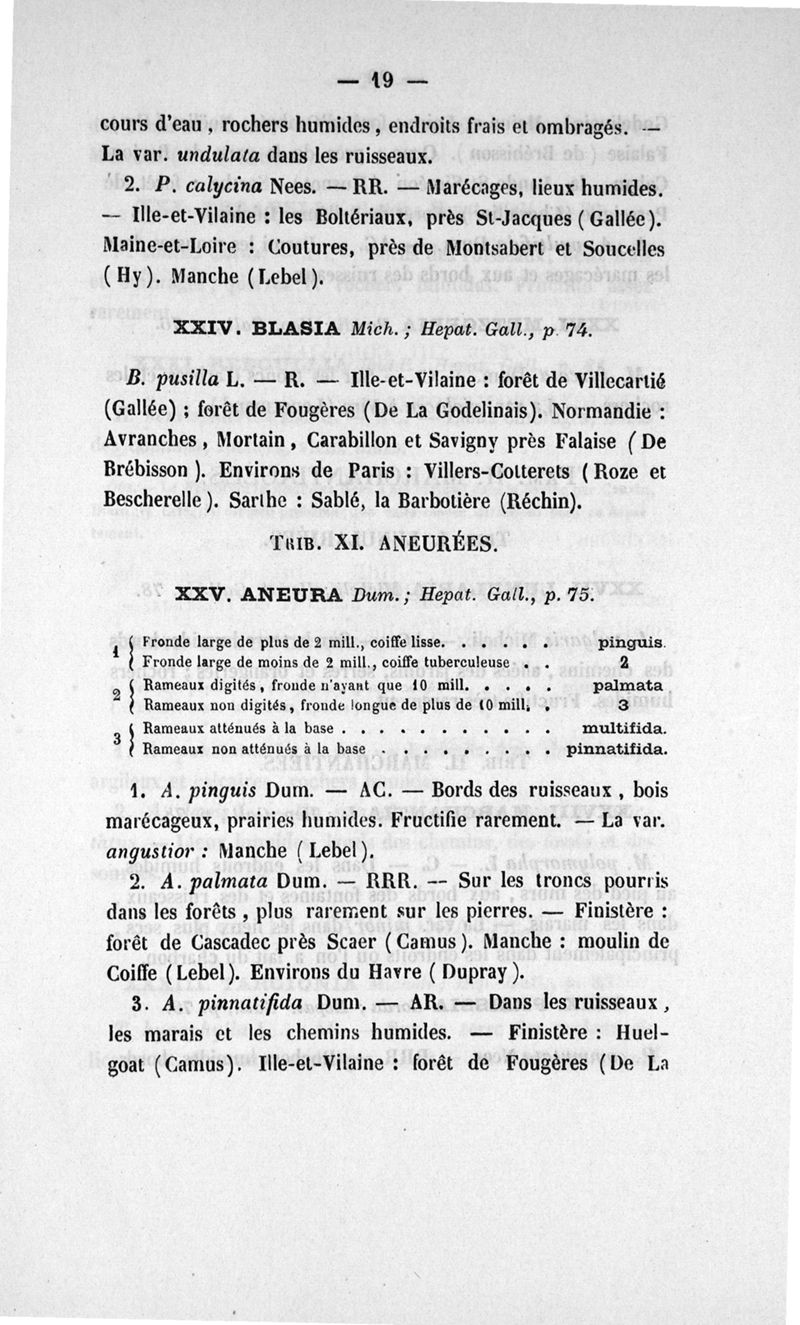 — 19 —
cours d'eau, rochers humides, endroits frais et ombragés. —
La var. undulata dans les ruisseaux.
2. P. calycina Nees. — RR. — Marécages, lieux humides.
— Ille-et-Vilaine : les Boltériaux, près St-Jacques (Gallée).
Maine-et-Loire : Coutures, près de Montsabert et Soucelles
(Hy). Manche (Lebel).
XXIV. BLASIA Mich.; Hepat. Gall., p. 74.
B. pusilla L. — R. — Ille-et-Vilaine : forêt de Villecartié
(Gallée) ; forêt de Fougères (De La Godelinais). Normandie :
Avranches, Mortain, Carabillon et Savigny près Falaise (De
Brébisson). Environs de Paris : Villers-Cotterets (Roze et
Bescherelle). Sarthe : Sablé, la Barbotière (Réchin).
TRIB. XI. ANEURÉES.
XXV. ANEURA Dum.; Hepat. Gall., p. 75.
1 { Fronde large de plus de 2 mill., coiffe lisse. . . . . . pinguis.
{ Fronde large de moins de 2 mill., coiffe tuberculeuse . . 2
2 { Rameaux digités, fronde n'ayant que 10 mill. . . . . palmata
{ Rameaux non digités, fronde longue de plus de 10 mill. . 3
3 { Rameaux atténués à la base . . . . . . . . . . . multifida.
{ Rameaux non atténués à la base . . . . . . . . . pinnatifida.
1. A. pinguis Dum. — AC. — Bords des ruisseaux, bois
marécageux, prairies humides. Fructifie rarement. — La var.
angustior : Manche (Lebel).
2. A. palmata Dum. — RRR. — Sur les troncs pourris
dans les forêts, plus rarement sur les pierres. — Finistère :
forêt de Cascadec près Scaer (Camus). Manche : moulin de
Coiffe (Lebel). Environs du Havre (Dupray).
3. A. pinnatifida Dum. — AR. — Dans les ruisseaux,
les marais et les chemins humides. — Finistère : Huel-
goat (Camus). Ille-et-Vilaine : forêt de Fougères (De La